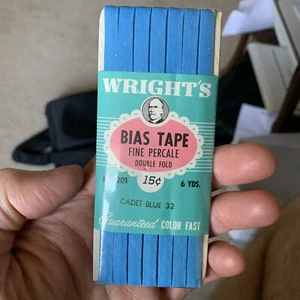 WRIGHT'S
BIAS TAPE
FINE PERCALE
DOUBLE FOLD
201 15¢ 6 YDS.
CADET BLUE 32
Guaranteed COLOR FAST